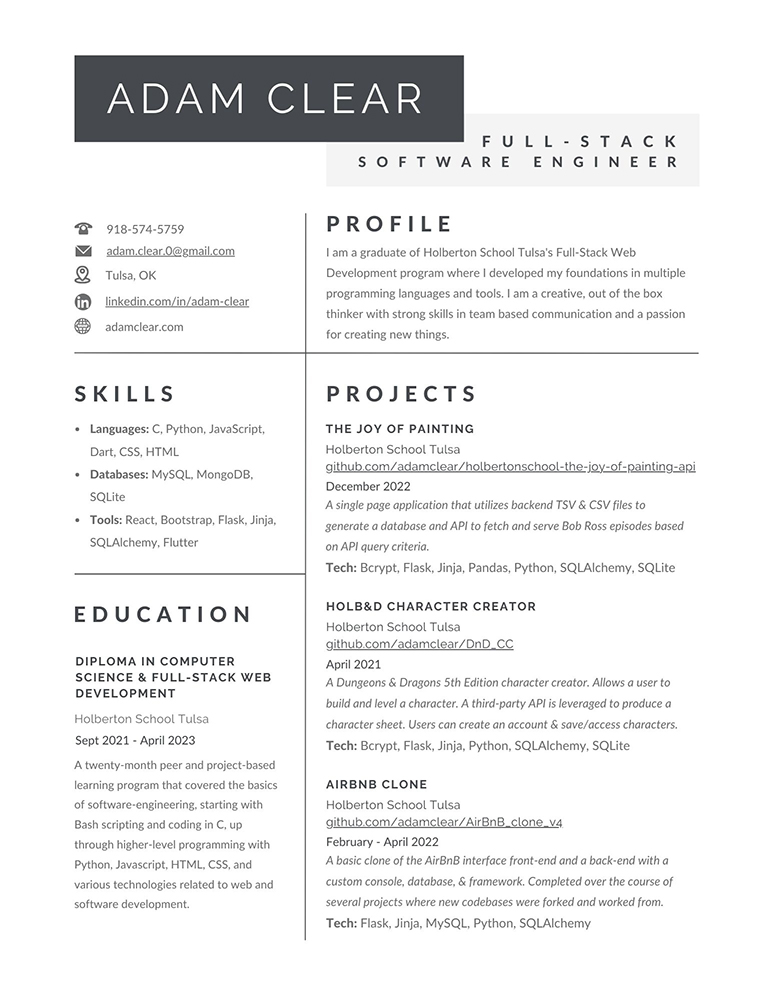 ADAM CLEAR
FULL-STACK
SOFTWARE ENGINEER
918-574-5759
adam.clear.0@gmail.com
Tulsa, OK
linkedin.com/in/adam-clear
adamclear.com
PROFILE
I am a graduate of Holberton School Tulsa's Full-Stack Web
Development program where I developed my foundations in multiple
programming languages and tools. I am a creative, out of the box
thinker with strong skills in team based communication and a passion
for creating new things.
SKILLS
• Languages: C, Python, JavaScript,
Dart, CSS, HTML
• Databases: MySQL, MongoDB,
SQLite
• Tools: React, Bootstrap, Flask, Jinja,
SQLAlchemy, Flutter
EDUCATION
DIPLOMA IN COMPUTER
SCIENCE & FULL-STACK WEB
DEVELOPMENT
Holberton School Tulsa
Sept 2021 - April 2023
A twenty-month peer and project-based
learning program that covered the basics
of software-engineering, starting with
Bash scripting and coding in C, up
through higher-level programming with
Python, Javascript, HTML, CSS, and
various technologies related to web and
software development.
PROJECTS
THE JOY OF PAINTING
Holberton School Tulsa
github.com/adamclear/holbertonschool-the-joy-of-painting-api
December 2022
A single page application that utilizes backend TSV & CSV files to
generate a database and API to fetch and serve Bob Ross episodes based
on API query criteria.
Tech: Bcrypt, Flask, Jinja, Pandas, Python, SQLAlchemy, SQLite
HOLB&D CHARACTER CREATOR
Holberton School Tulsa
github.com/adamclear/DnD_CC
April 2021
A Dungeons & Dragons 5th Edition character creator. Allows a user to
build and level a character. A third-party API is leveraged to produce a
character sheet. Users can create an account & save/access characters.
Tech: Bcrypt, Flask, Jinja, Python, SQLAlchemy, SQLite
AIRBNB CLONE
Holberton School Tulsa
github.com/adamclear/AirBnB_clone_v4
February - April 2022
A basic clone of the AirBnB interface front-end and a back-end with a
custom console, database, & framework. Completed over the course of
several projects where new codebases were forked and worked from.
Tech: Flask, Jinja, MySQL, Python, SQLAlchemy